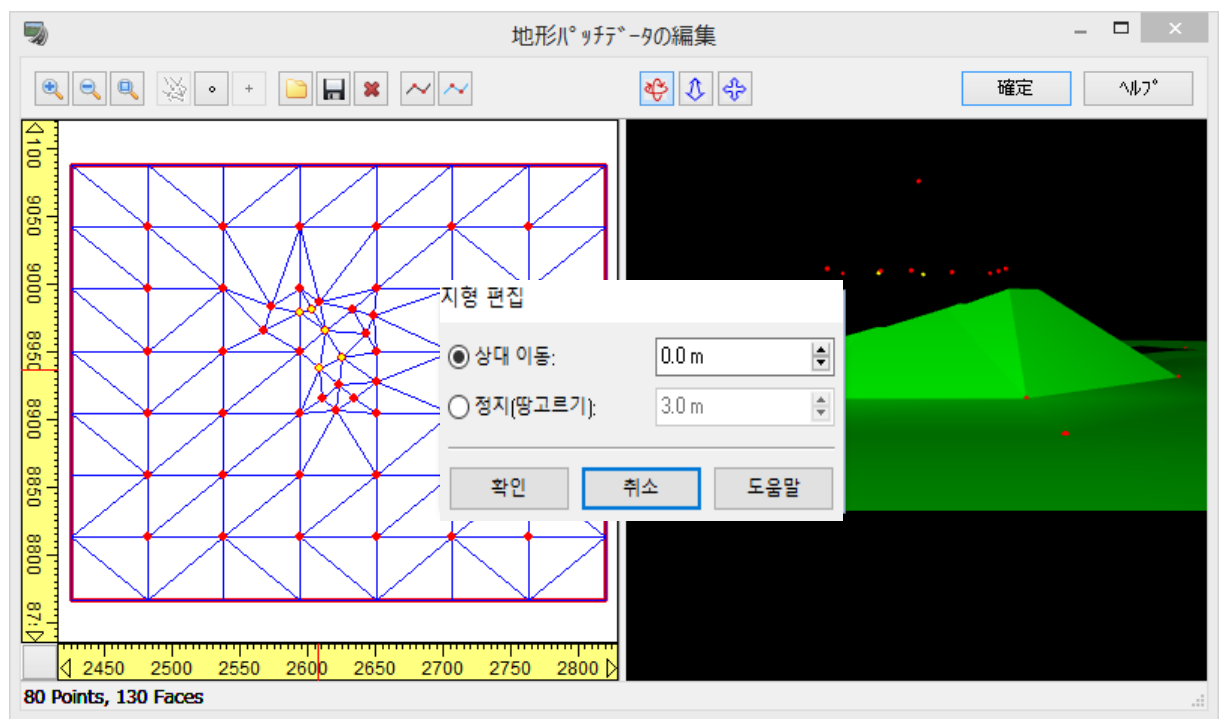 地形ﾊﾟｯﾁﾃﾞｰﾀの編集
確定
ﾍﾙﾌﾟ
9100
9050
9000
8950
8900
8850
8800
87:
지형 편집
상대 이동:
0.0 m
정지(땅고르기):
3.0 m
확인
취소
도움말
2450 2500 2550 2600 2650 2700 2750 2800
80 Points, 130 Faces